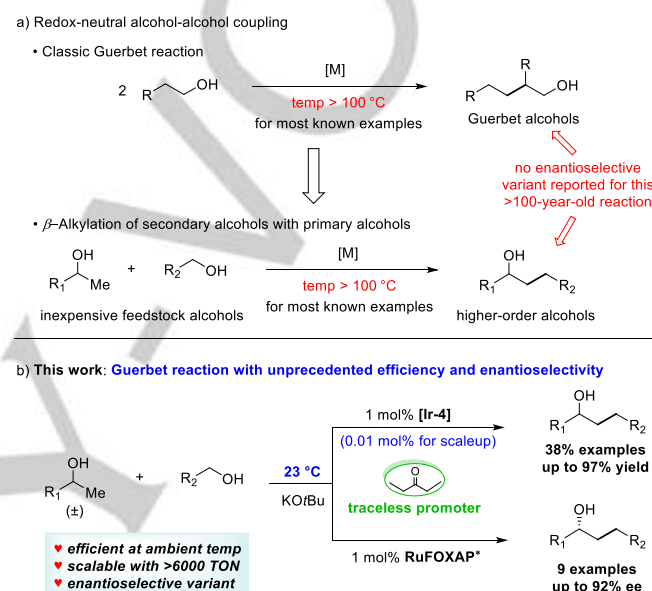 a) Redox-neutral alcohol-alcohol coupling
• Classic Guerbet reaction
2 R OH
[M]
temp > 100 °C
for most known examples
R
R OH
Guerbet alcohols
no enantioselective
variant reported for this
>100-year-old reaction
• β–Alkylation of secondary alcohols with primary alcohols
OH
R1 Me
+
R2 OH
inexpensive feedstock alcohols
[M]
temp > 100 °C
for most known examples
OH
R1 R2
higher-order alcohols
b) This work: Guerbet reaction with unprecedented efficiency and enantioselectivity
OH
R1 Me
(±)
+
R2 OH
23 °C
KOtBu
1 mol% [Ir-4]
(0.01 mol% for scaleup)
O
traceless promoter
1 mol% RuFOXAP*
OH
R1 R2
38% examples
up to 97% yield
OH
R1 R2
9 examples
up to 92% ee
♥ efficient at ambient temp
♥ scalable with >6000 TON
♥ enantioselective variant